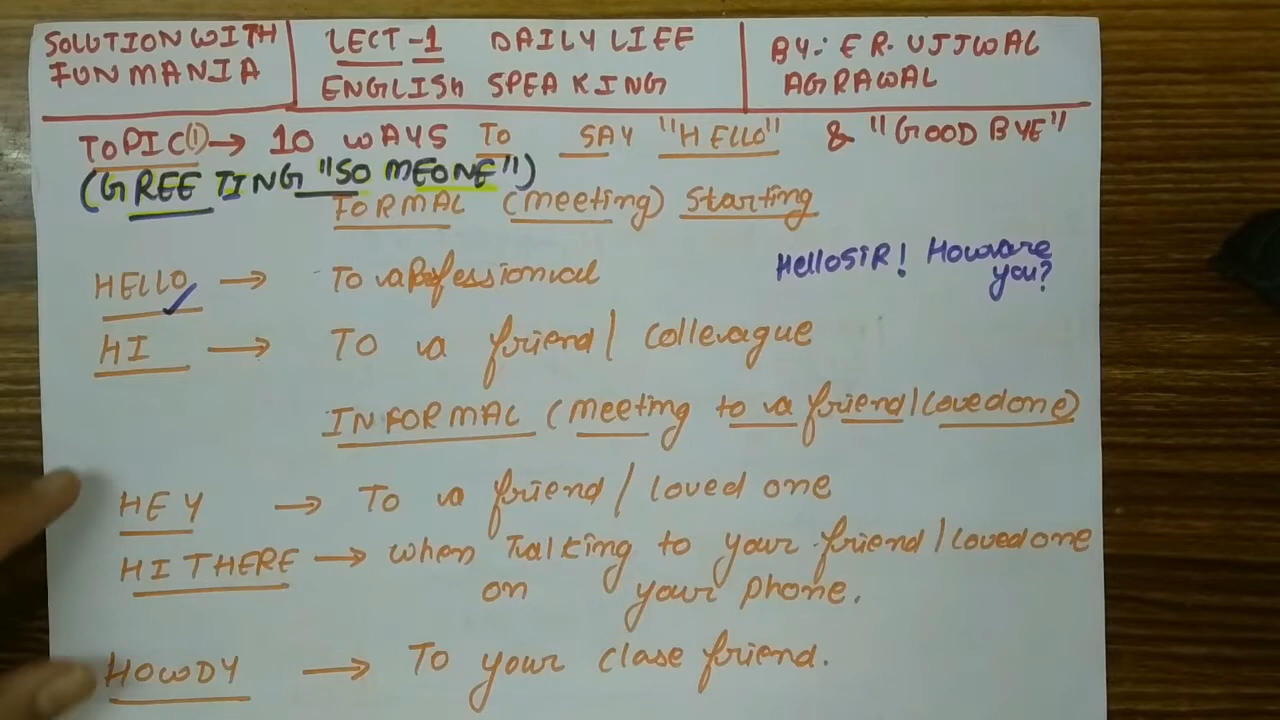 SOLUTION WITH
FUN MANIA
LECT-1 DAILY LIFE
ENGLISH SPEAKING
BY:- ER. UJJWAL
AGRAWAL
TOPIC(1)→ 10 WAYS TO SAY "HELLO" & "GOOD BYE"
(GREETING "SOMEONE")
FORMAL (meeting) Starting
HELLO → To a Professional
Hello SIR! How are
you?
HI → To a friend/ colleague
INFORMAL (meeting to a friend/loved one)
HEY → To a friend/ loved one
HI THERE → when Talking to your friend/loved one
on your phone.
HOWDY → To your clase friend.